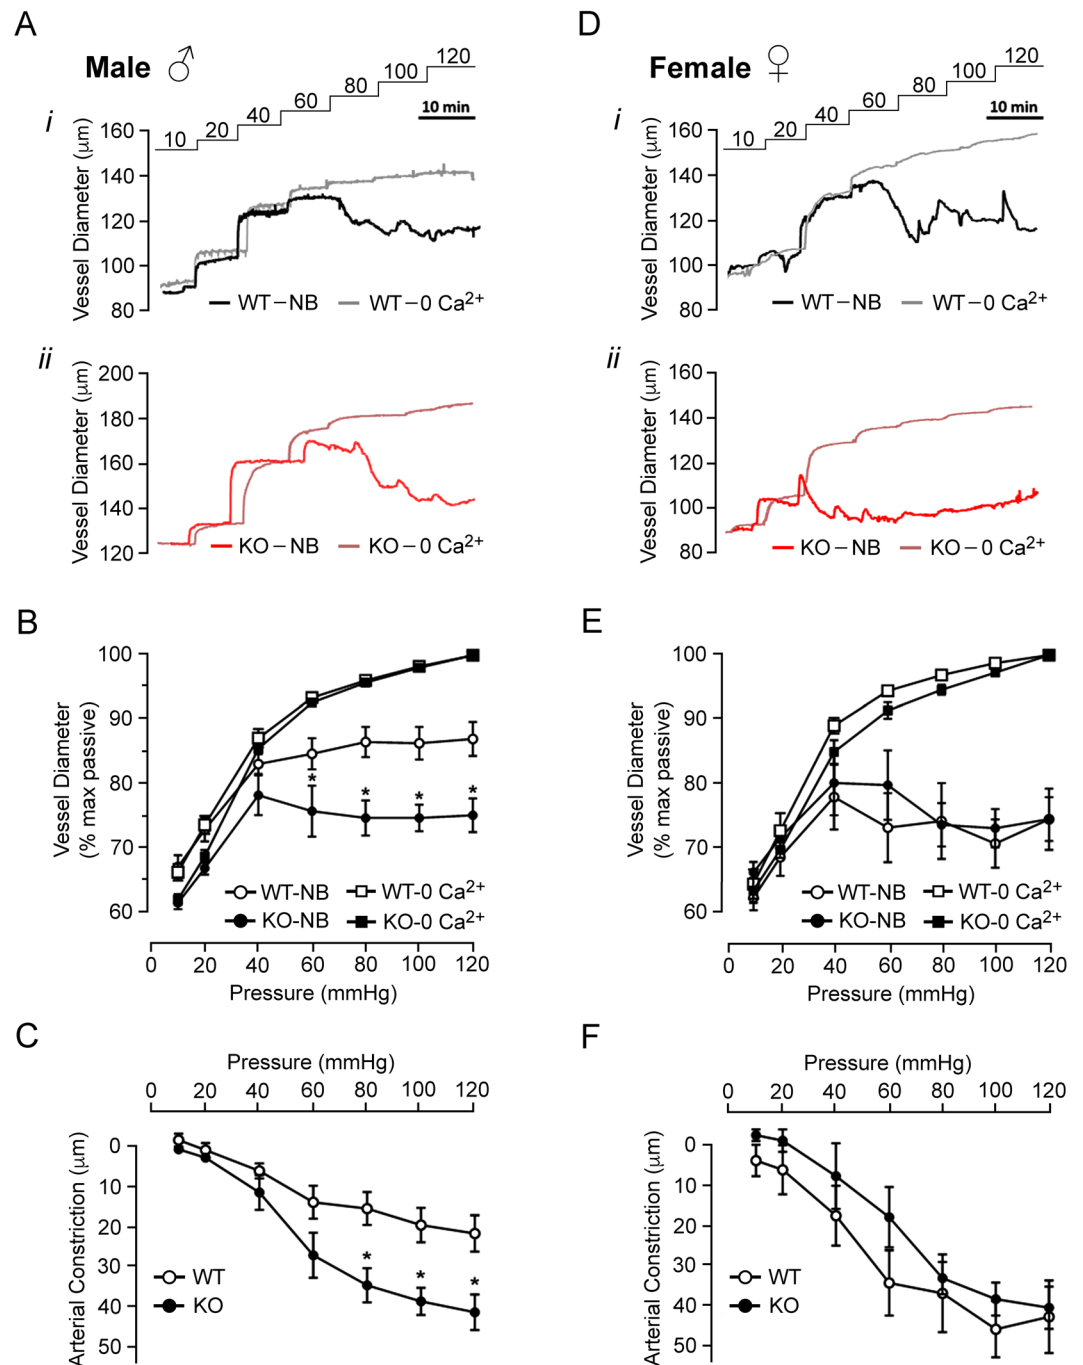 A
Male ♂
10 20 40 60 80 100 120
10 min
i
Vessel Diameter (μm)
160
140
120
100
80
WT−NB WT−0 Ca²⁺
ii
Vessel Diameter (μm)
200
180
160
140
120
KO−NB KO−0 Ca²⁺
B
Vessel Diameter
(% max passive)
100
90
80
70
60
* * * *
WT-NB WT-0 Ca²⁺
KO-NB KO-0 Ca²⁺
0 20 40 60 80 100 120
Pressure (mmHg)
C
Pressure (mmHg)
0 20 40 60 80 100 120
Arterial Constriction (μm)
0
10
20
30
40
50
* * *
WT
KO
D
Female ♀
10 20 40 60 80 100 120
10 min
i
Vessel Diameter (μm)
160
140
120
100
80
WT−NB WT−0 Ca²⁺
ii
Vessel Diameter (μm)
160
140
120
100
80
KO−NB KO−0 Ca²⁺
E
Vessel Diameter
(% max passive)
100
90
80
70
60
WT-NB WT-0 Ca²⁺
KO-NB KO-0 Ca²⁺
0 20 40 60 80 100 120
Pressure (mmHg)
F
Pressure (mmHg)
0 20 40 60 80 100 120
Arterial Constriction (μm)
0
10
20
30
40
50
WT
KO